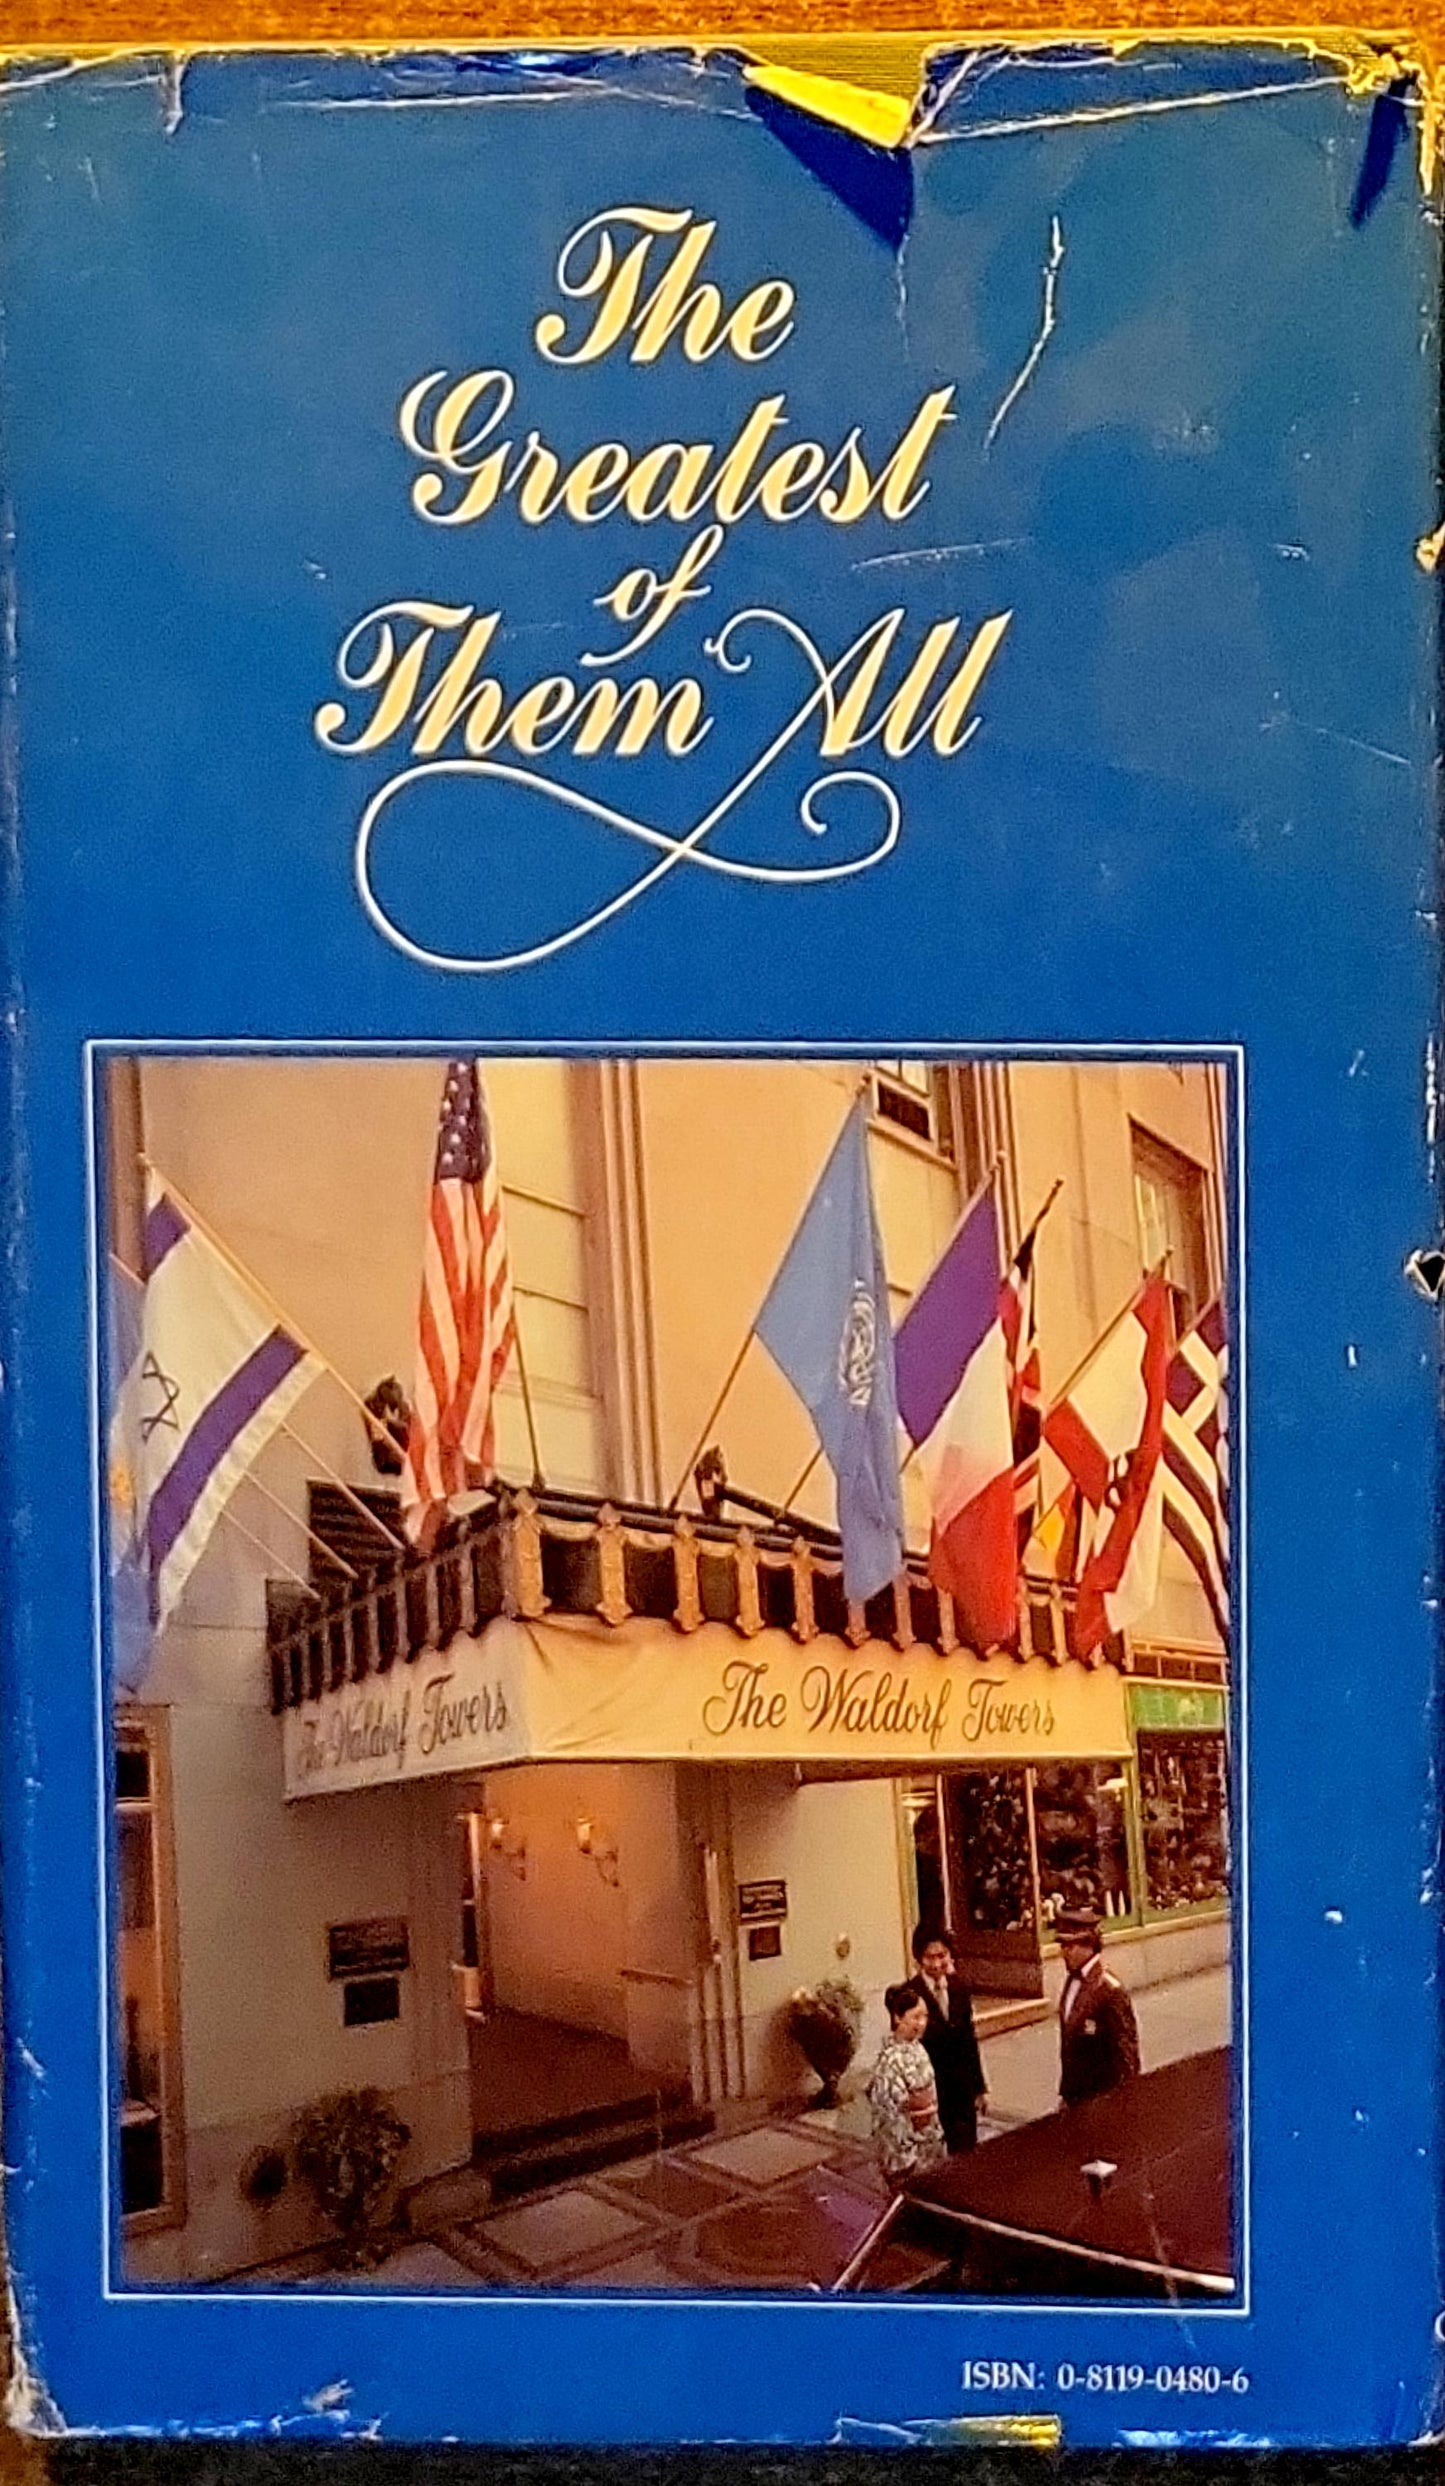 The
Greatest
of
Them All
The Waldorf Towers
The Waldorf Towers
ISBN: 0-8119-0480-6